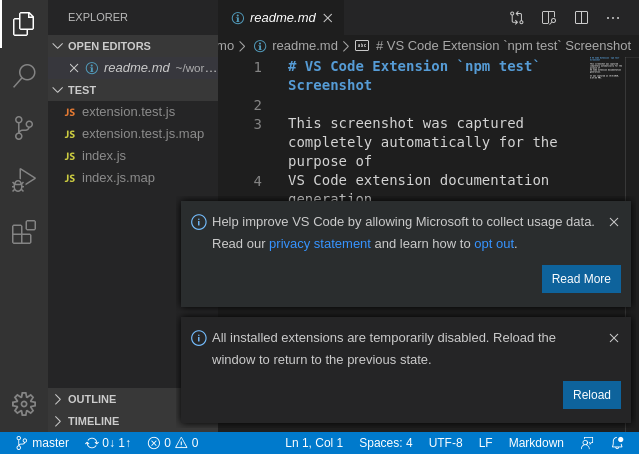 EXPLORER
readme.md
OPEN EDITORS
readme.md ~/wor...
TEST
JS extension.test.js
JS extension.test.js.map
JS index.js
JS index.js.map
OUTLINE
TIMELINE
mo > readme.md > abc # VS Code Extension `npm test` Screenshot
1 # VS Code Extension `npm test`
Screenshot
2
3 This screenshot was captured
completely automatically for the
purpose of
4 VS Code extension documentation
generation
Help improve VS Code by allowing Microsoft to collect usage data.
Read our privacy statement and learn how to opt out.
Read More
All installed extensions are temporarily disabled. Reload the
window to return to the previous state.
Reload
master 0↓ 1↑ 0 0 Ln 1, Col 1 Spaces: 4 UTF-8 LF Markdown